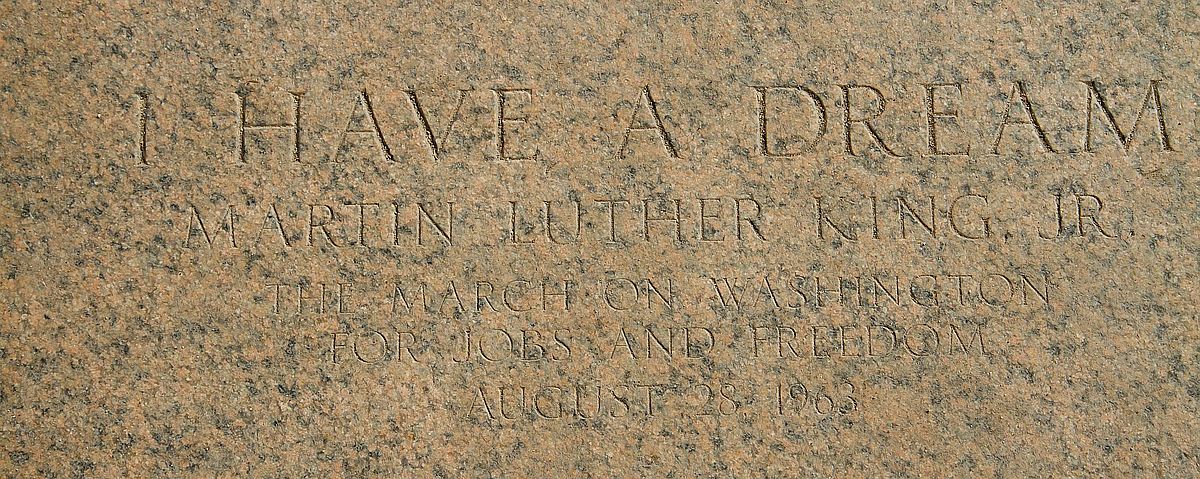 I HAVE A DREAM
MARTIN LUTHER KING, JR.
THE MARCH ON WASHINGTON
FOR JOBS AND FREEDOM
AUGUST 28 1963